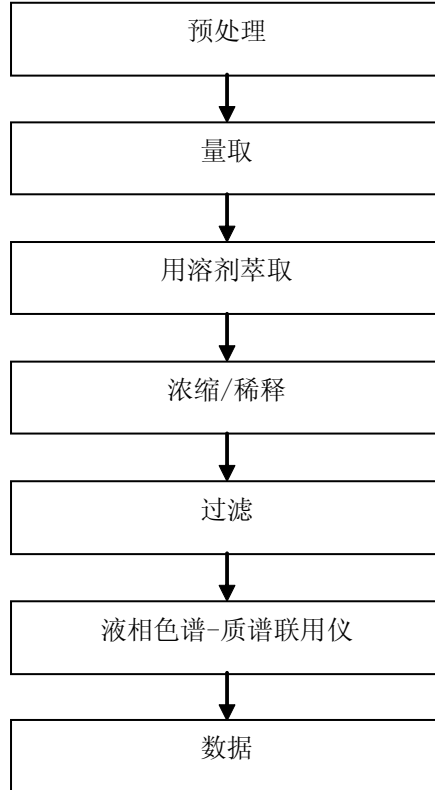 预处理
量取
用溶剂萃取
浓缩/稀释
过滤
液相色谱-质谱联用仪
数据